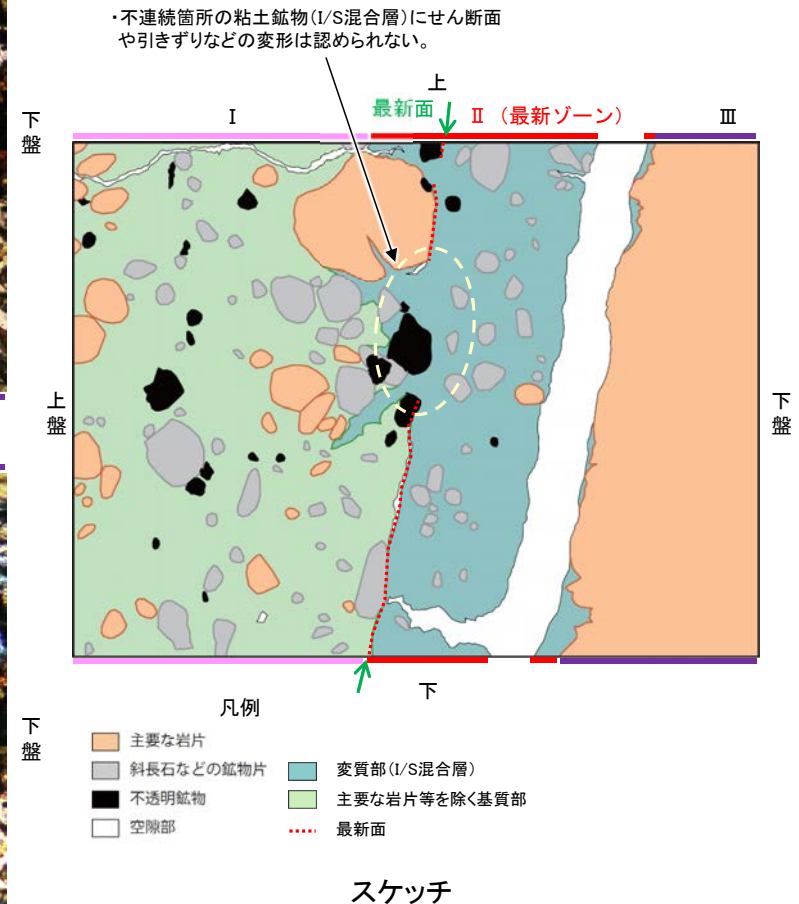 ・不連続箇所の粘土鉱物(I/S混合層)にせん断面
や引きずりなどの変形は認められない。
上
下盤
I
最新面
II （最新ゾーン）
III
上盤
下盤
下
下盤
凡例
主要な岩片
斜長石などの鉱物片
不透明鉱物
空隙部
変質部(I/S混合層)
主要な岩片等を除く基質部
最新面
スケッチ